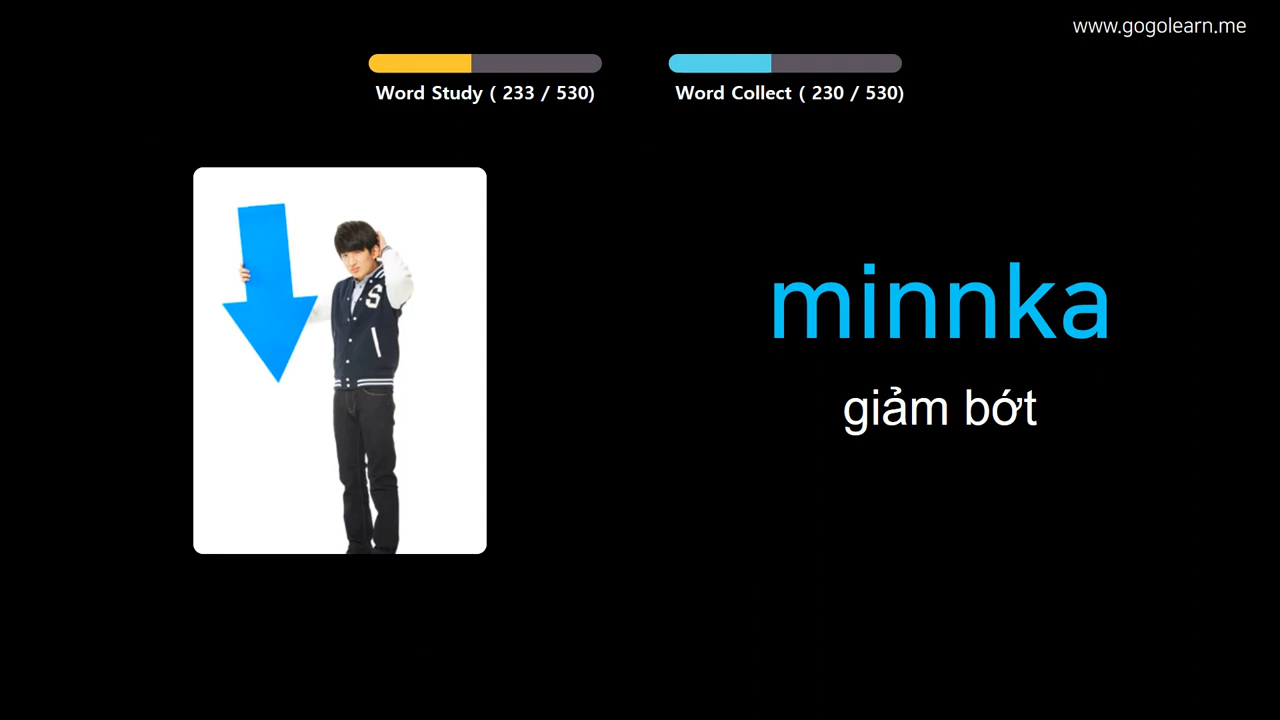 www.gogolearn.me
Word Study ( 233 / 530)
Word Collect ( 230 / 530)
S
minnka
giảm bớt